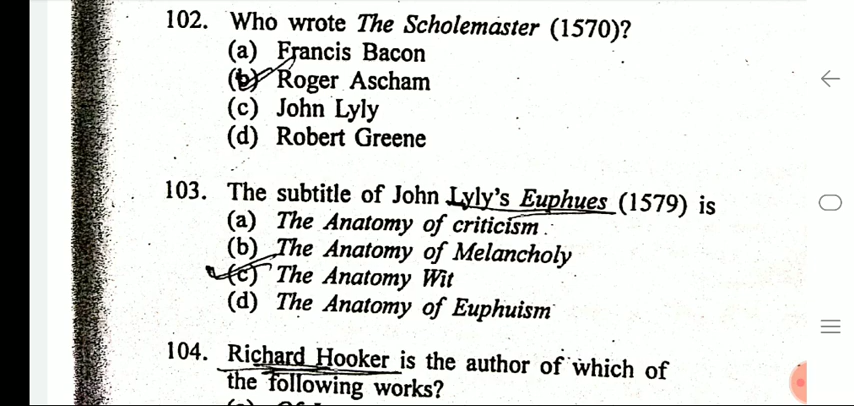 102. Who wrote The Scholemaster (1570)?
(a) Francis Bacon
(b) Roger Ascham
(c) John Lyly
(d) Robert Greene
103. The subtitle of John Lyly's Euphues (1579) is
(a) The Anatomy of criticism
(b) The Anatomy of Melancholy
(c) The Anatomy Wit
(d) The Anatomy of Euphuism
104. Richard Hooker is the author of which of
the following works?